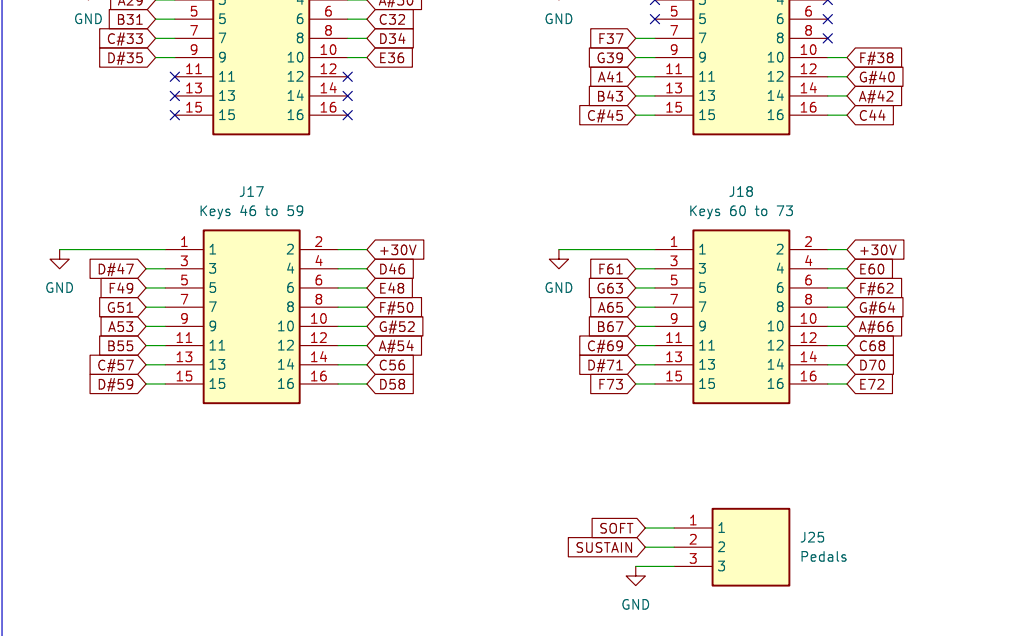 A29 3 4 A#30
GND B31 5 5 6 6 C32
C#33 7 7 8 8 D34
D#35 9 9 10 10 E36
11 11 12 12
13 13 14 14
15 15 16 16
3 4
GND 5 5 6 6
F37 7 7 8 8
G39 9 9 10 10 F#38
A41 11 11 12 12 G#40
B43 13 13 14 14 A#42
C#45 15 15 16 16 C44
J17
Keys 46 to 59
1 1 2 2 +30V
D#47 3 3 4 4 D46
GND F49 5 5 6 6 E48
G51 7 7 8 8 F#50
A53 9 9 10 10 G#52
B55 11 11 12 12 A#54
C#57 13 13 14 14 C56
D#59 15 15 16 16 D58
J18
Keys 60 to 73
1 1 2 2 +30V
F61 3 3 4 4 E60
GND G63 5 5 6 6 F#62
A65 7 7 8 8 G#64
B67 9 9 10 10 A#66
C#69 11 11 12 12 C68
D#71 13 13 14 14 D70
F73 15 15 16 16 E72
SOFT 1 1
SUSTAIN 2 2
3 3
GND
J25
Pedals